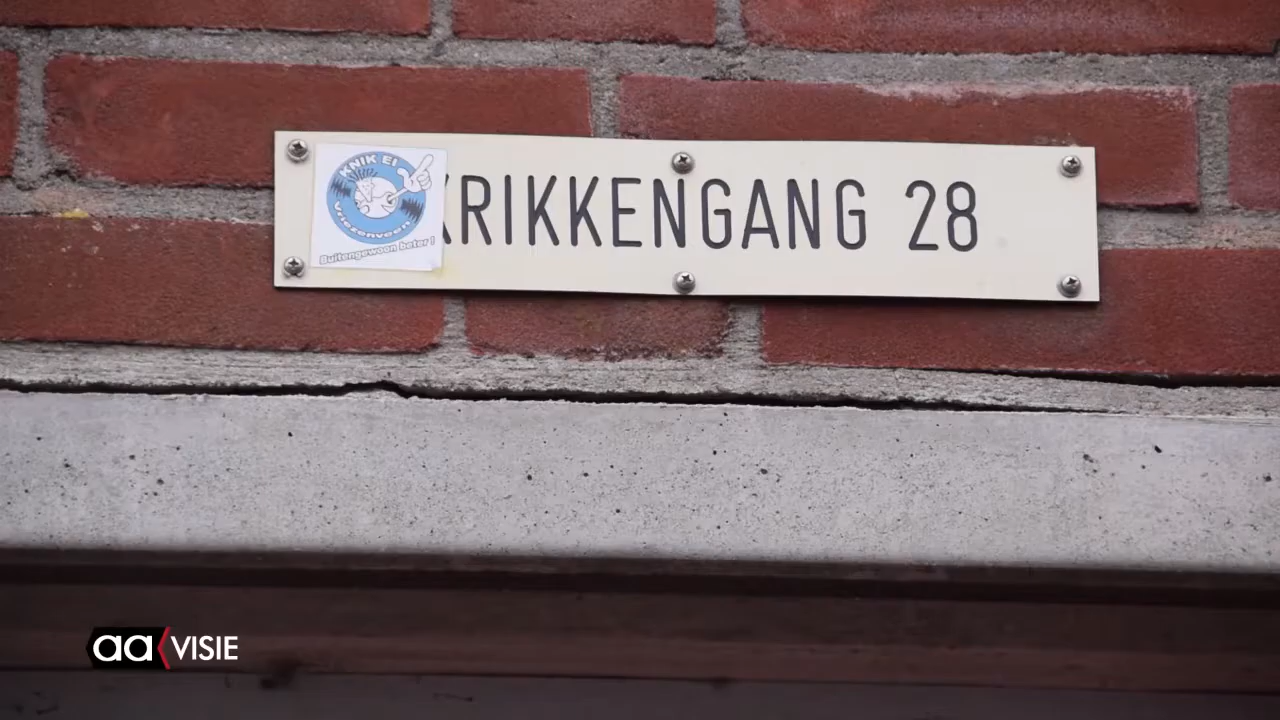 KNIK EI
Vriezenveen
Buitengewoon beter!
KRIKKENGANG 28
aa VISIE